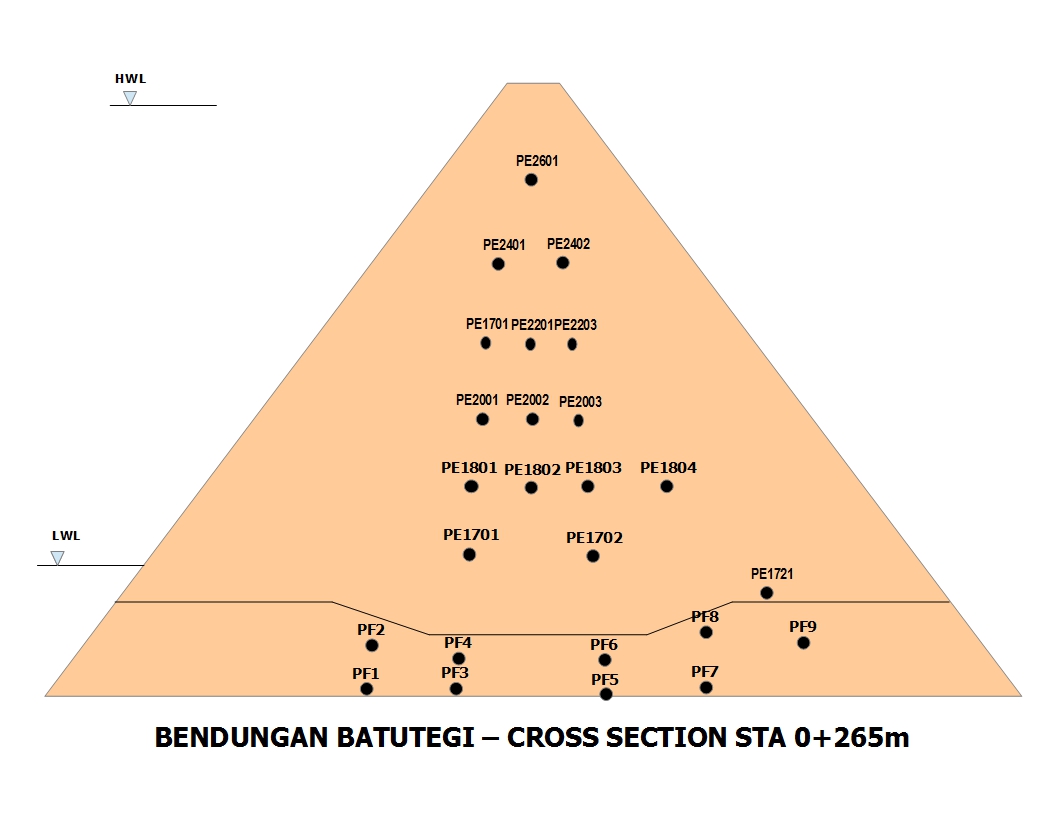 HWL
PE2601
PE2401 PE2402
PE1701 PE2201 PE2203
PE2001 PE2002 PE2003
PE1801 PE1802 PE1803 PE1804
PE1701 PE1702
LWL
PE1721
PF2 PF4 PF6 PF8 PF9
PF1 PF3 PF5 PF7
BENDUNGAN BATUTEGI – CROSS SECTION STA 0+265m